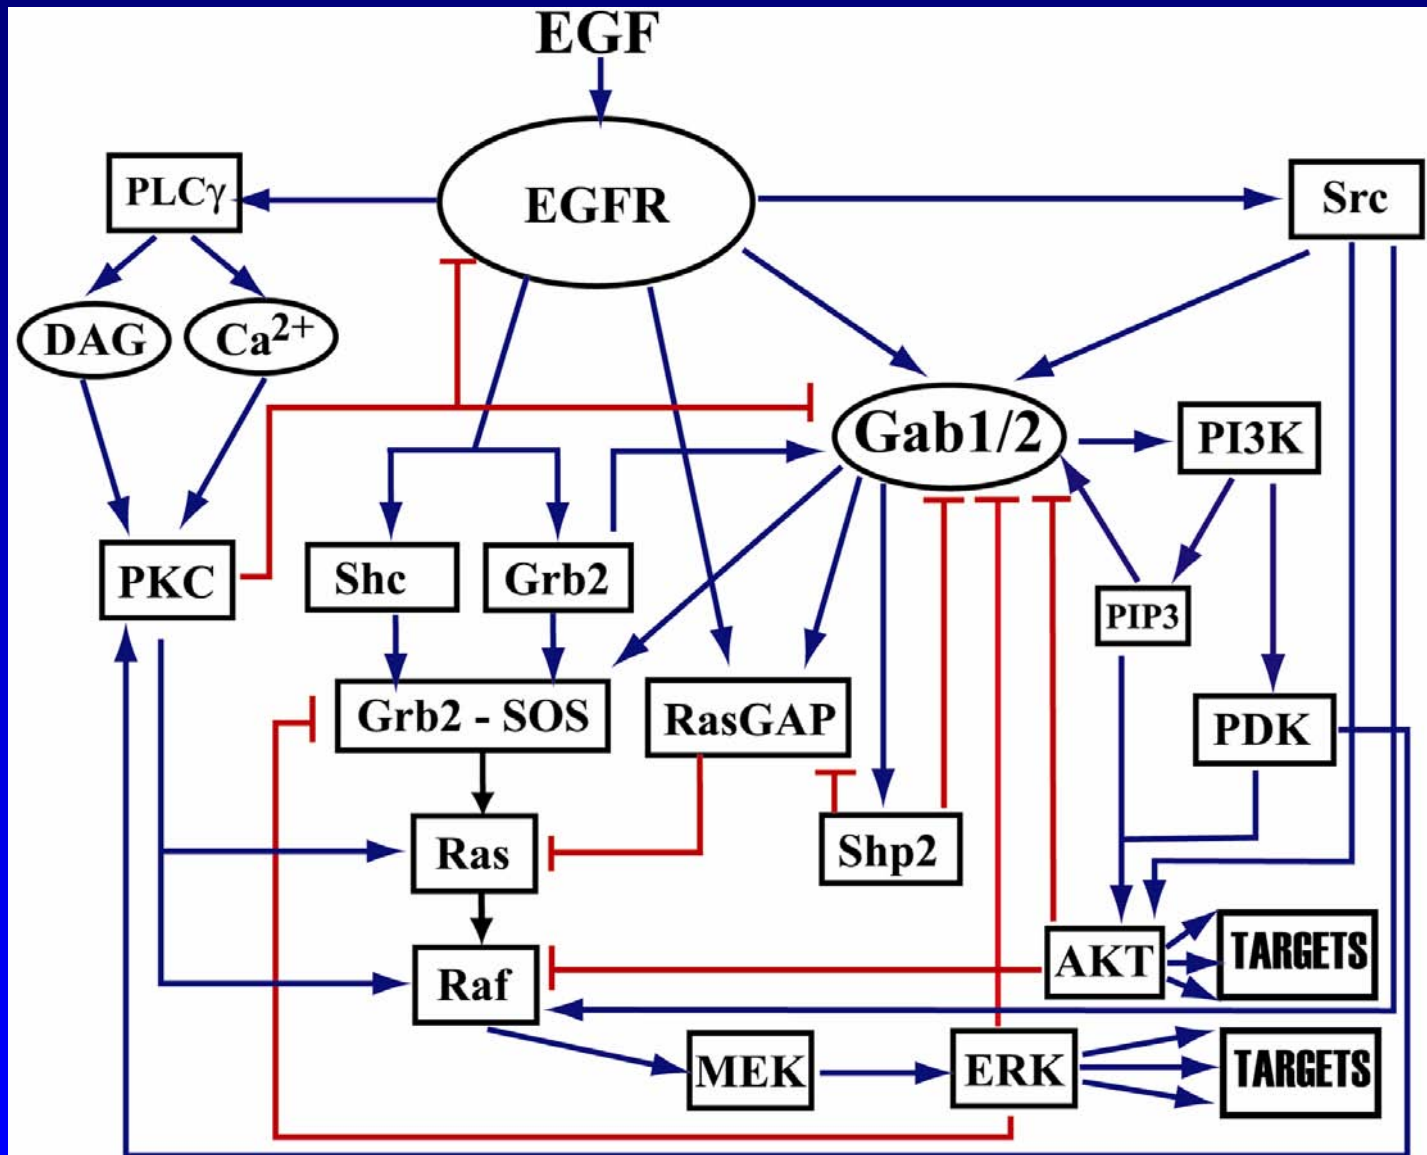 EGF
PLCγ
EGFR
Src
DAG
Ca2+
Gab1/2
PI3K
PKC
Shc
Grb2
PIP3
Grb2 - SOS
RasGAP
PDK
Ras
Shp2
Raf
AKT
TARGETS
MEK
ERK
TARGETS